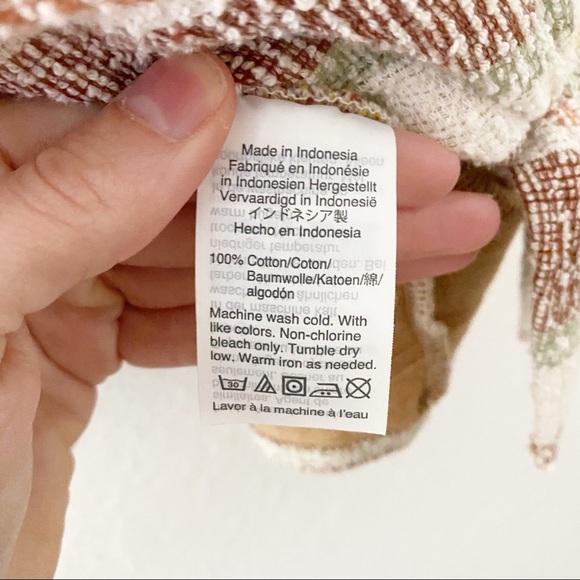 Made in Indonesia
Fabriqué en Indonésie
in Indonesien Hergestellt
Vervaardigd in Indonesië
インドネシア製
Hecho en Indonesia
100% Cotton/Coton/
Baumwolle/Katoen/綿/
algodón
Machine wash cold. With
like colors. Non-chlorine
bleach only. Tumble dry
low. Warm iron as needed.
30
Laver à la machine à l'eau